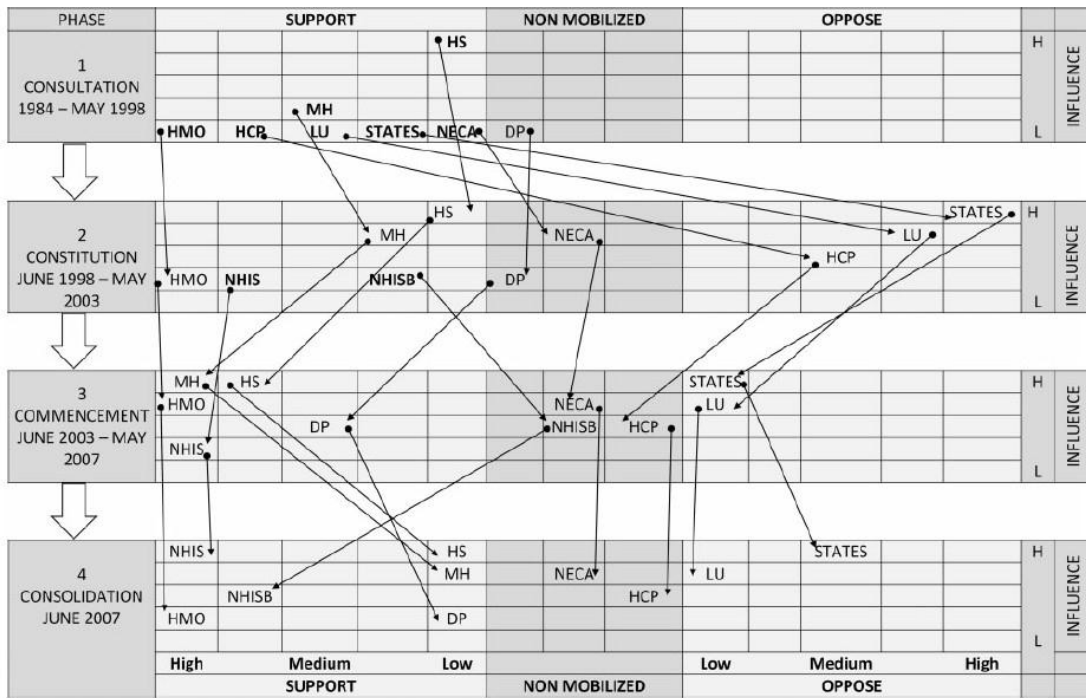 PHASE SUPPORT NON MOBILIZED OPPOSE
HS H
1
CONSULTATION
1984 – MAY 1998
INFLUENCE
MH
HMO HCP LU STATES NECA DP L
HS STATES H
2
CONSTITUTION
JUNE 1998 – MAY
2003
INFLUENCE
MH NECA LU
HCP
HMO NHIS NHISB DP
L
MH HS STATES H
3
COMMENCEMENT
JUNE 2003 – MAY
2007
INFLUENCE
HMO NECA LU
DP NHISB HCP
NHIS
L
NHIS HS STATES H
4
CONSOLIDATION
JUNE 2007
INFLUENCE
MH NECA LU
NHISB HCP
HMO DP
L
High Medium Low Low Medium High
SUPPORT NON MOBILIZED OPPOSE